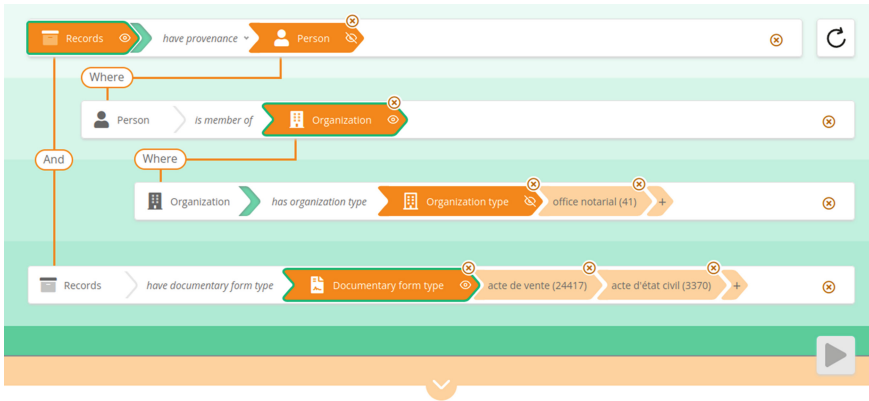 Records have provenance Person
Where
Person is member of Organization
And
Where
Organization has organization type Organization type office notarial (41) +
Records have documentary form type Documentary form type acte de vente (24417) acte d'état civil (3370) +